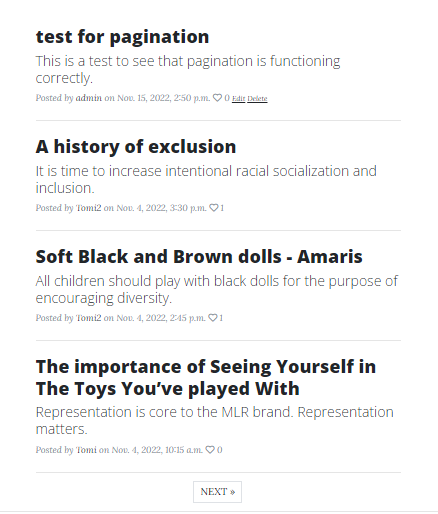 test for pagination
This is a test to see that pagination is functioning
correctly.
Posted by admin on Nov. 15, 2022, 2:50 p.m. 0 Edit Delete
A history of exclusion
It is time to increase intentional racial socialization and
inclusion.
Posted by Tomi2 on Nov. 4, 2022, 3:30 p.m. 1
Soft Black and Brown dolls - Amaris
All children should play with black dolls for the purpose of
encouraging diversity.
Posted by Tomi2 on Nov. 4, 2022, 2:45 p.m. 1
The importance of Seeing Yourself in
The Toys You’ve played With
Representation is core to the MLR brand. Representation
matters.
Posted by Tomi on Nov. 4, 2022, 10:15 a.m. 0
NEXT »